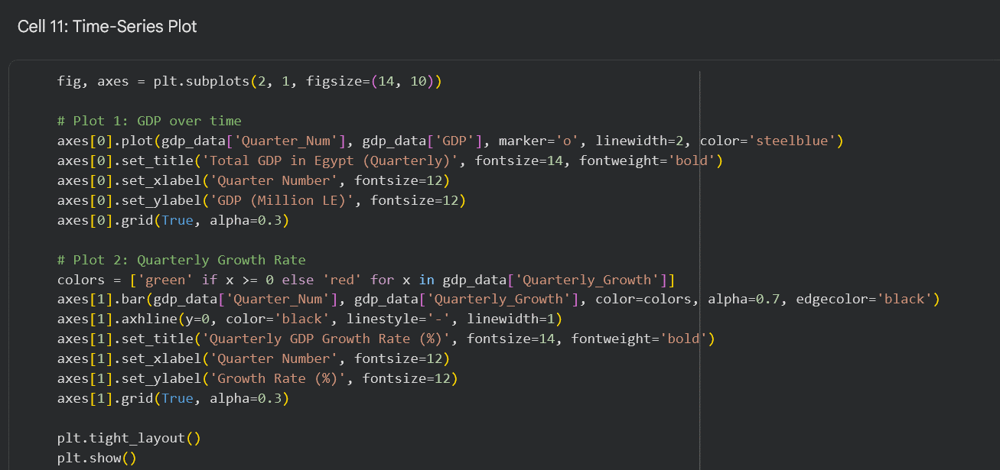 Cell 11: Time-Series Plot
fig, axes = plt.subplots(2, 1, figsize=(14, 10))
# Plot 1: GDP over time
axes[0].plot(gdp_data['Quarter_Num'], gdp_data['GDP'], marker='o', linewidth=2, color='steelblue')
axes[0].set_title('Total GDP in Egypt (Quarterly)', fontsize=14, fontweight='bold')
axes[0].set_xlabel('Quarter Number', fontsize=12)
axes[0].set_ylabel('GDP (Million LE)', fontsize=12)
axes[0].grid(True, alpha=0.3)
# Plot 2: Quarterly Growth Rate
colors = ['green' if x >= 0 else 'red' for x in gdp_data['Quarterly_Growth']]
axes[1].bar(gdp_data['Quarter_Num'], gdp_data['Quarterly_Growth'], color=colors, alpha=0.7, edgecolor='black')
axes[1].axhline(y=0, color='black', linestyle='-', linewidth=1)
axes[1].set_title('Quarterly GDP Growth Rate (%)', fontsize=14, fontweight='bold')
axes[1].set_xlabel('Quarter Number', fontsize=12)
axes[1].set_ylabel('Growth Rate (%)', fontsize=12)
axes[1].grid(True, alpha=0.3)
plt.tight_layout()
plt.show()